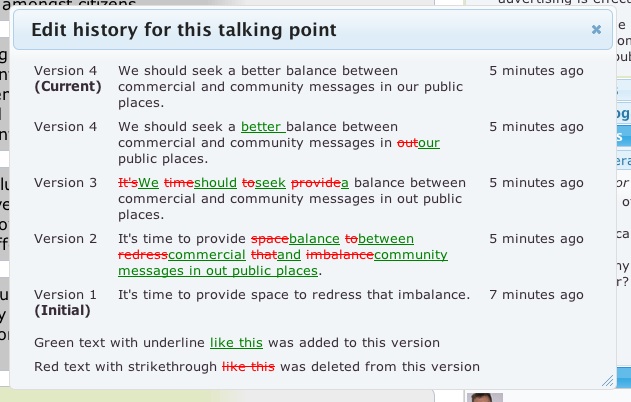 amongst citizens
advertising is effec
Edit history for this talking point
Version 4 We should seek a better balance between 5 minutes ago
(Current) commercial and community messages in our public
places.
Version 4 We should seek a better balance between 5 minutes ago
commercial and community messages in outour
public places.
Version 3 It'sWe timeshould toseek providea balance between 5 minutes ago
commercial and community messages in out public
places.
Version 2 It's time to provide spacebalance tobetween 5 minutes ago
redresscommercial thatand imbalancecommunity
messages in out public places.
Version 1 It's time to provide space to redress that imbalance. 7 minutes ago
(Initial)
Green text with underline like this was added to this version
Red text with strikethrough like this was deleted from this version